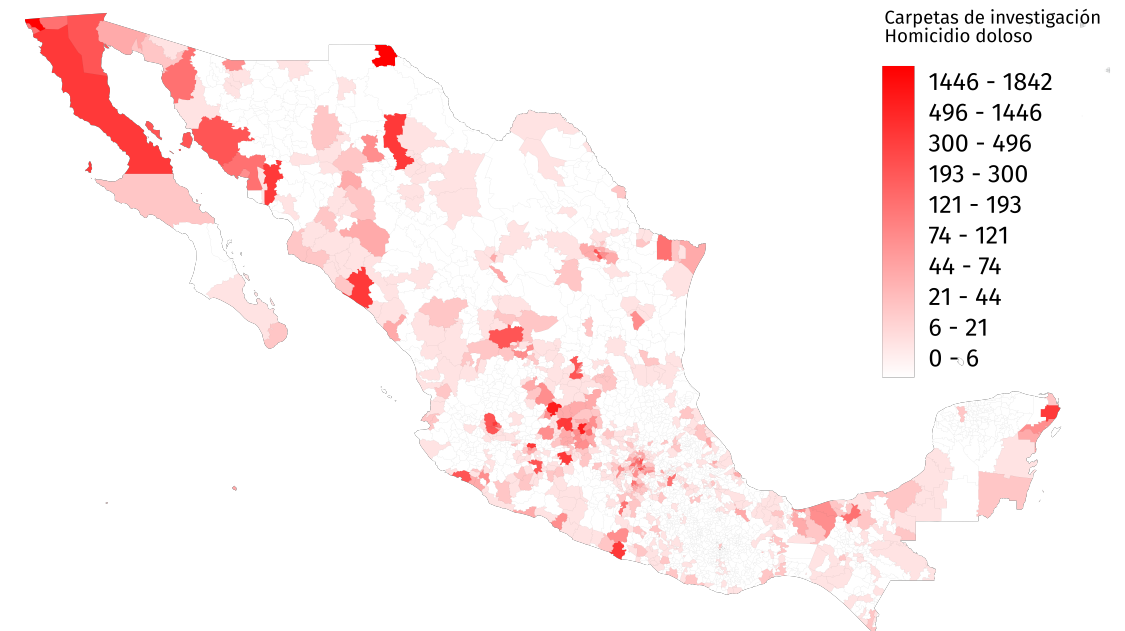 Carpetas de investigación
Homicidio doloso
1446 - 1842
496 - 1446
300 - 496
193 - 300
121 - 193
74 - 121
44 - 74
21 - 44
6 - 21
0 - 6